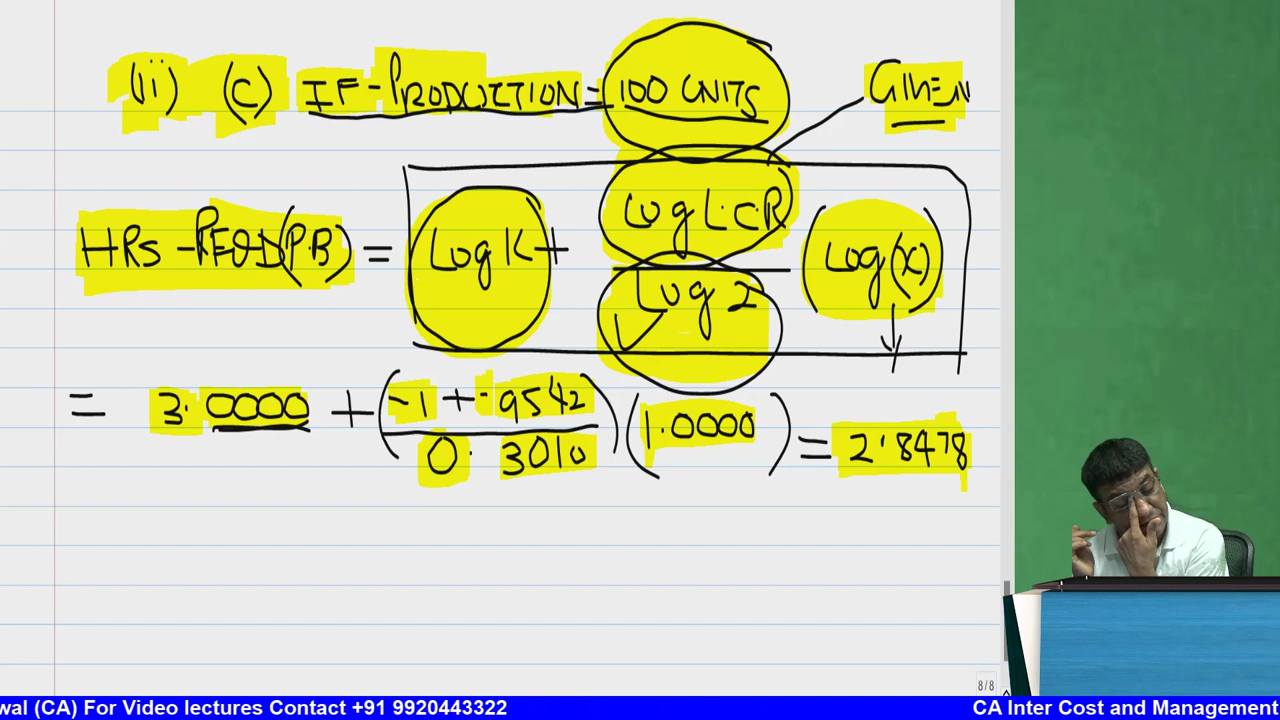 (ii) (C) IF - PRODUCTION = 100 UNITS GIVEN
HRS - REQD (P.B) = Log K + Log L.C.R / Log 2 (Log (X))
= 3.0000 + (-1 + .9542 / 0.3010) (1.0000) = 2.8478
8/8
wal (CA) For Video lectures Contact +91 9920443322 CA Inter Cost and Management